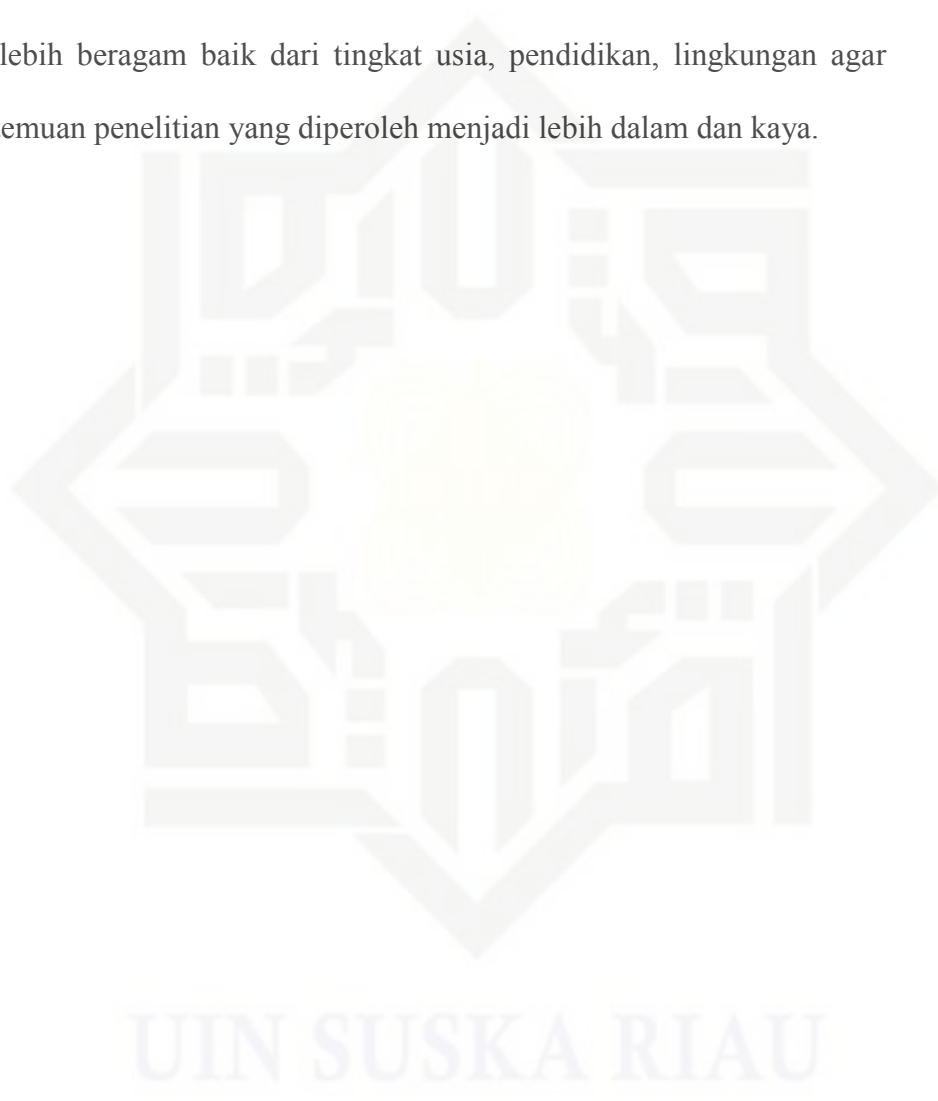 lebih beragam baik dari tingkat usia, pendidikan, lingkungan agar
temuan penelitian yang diperoleh menjadi lebih dalam dan kaya.
UIN SUSKA RIAU